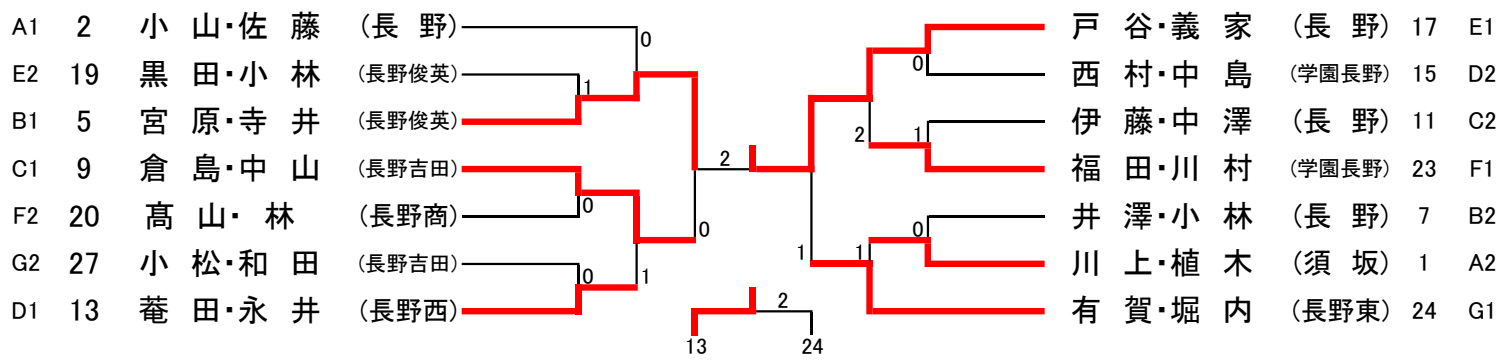 A1 2 小 山・佐 藤 (長 野) 0 戸 谷・義 家 (長 野) 17 E1
E2 19 黒 田・小 林 (長野俊英) 1 0 西 村・中 島 (学園長野) 15 D2
B1 5 宮 原・寺 井 (長野俊英) 2 1 伊 藤・中 澤 (長 野) 11 C2
C1 9 倉 島・中 山 (長野吉田) 2 福 田・川 村 (学園長野) 23 F1
F2 20 髙 山・ 林 (長野商) 0 0 0 井 澤・小 林 (長 野) 7 B2
G2 27 小 松・和 田 (長野吉田) 0 1 1 1 川 上・植 木 (須 坂) 1 A2
D1 13 菴 田・永 井 (長野西) 2 有 賀・堀 内 (長野東) 24 G1
13 24